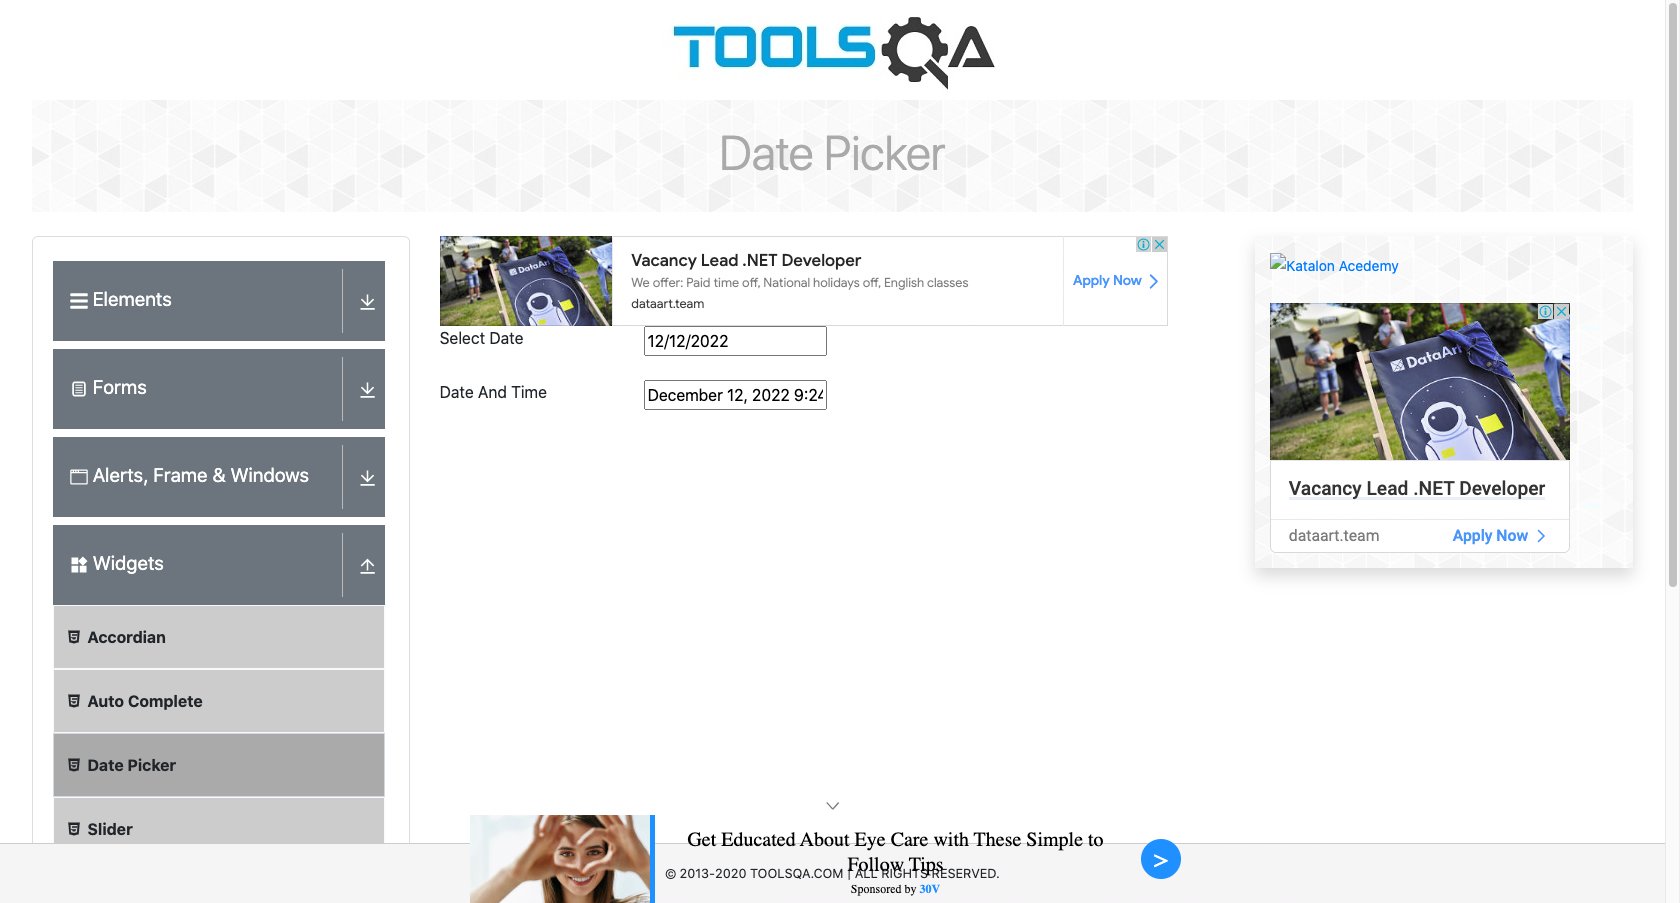 TOOLSQA
Date Picker
Elements
Forms
Alerts, Frame & Windows
Widgets
Accordian
Auto Complete
Date Picker
Slider
DataAr
Vacancy Lead .NET Developer
We offer: Paid time off, National holidays off, English classes
dataart.team
Apply Now
Select Date
12/12/2022
Date And Time
December 12, 2022 9:24
Katalon Acedemy
DataArt
Vacancy Lead .NET Developer
dataart.team
Apply Now
Get Educated About Eye Care with These Simple to
Follow Tips
© 2013-2020 TOOLSQA.COM | ALL RIGHTS RESERVED.
Sponsored by 30V